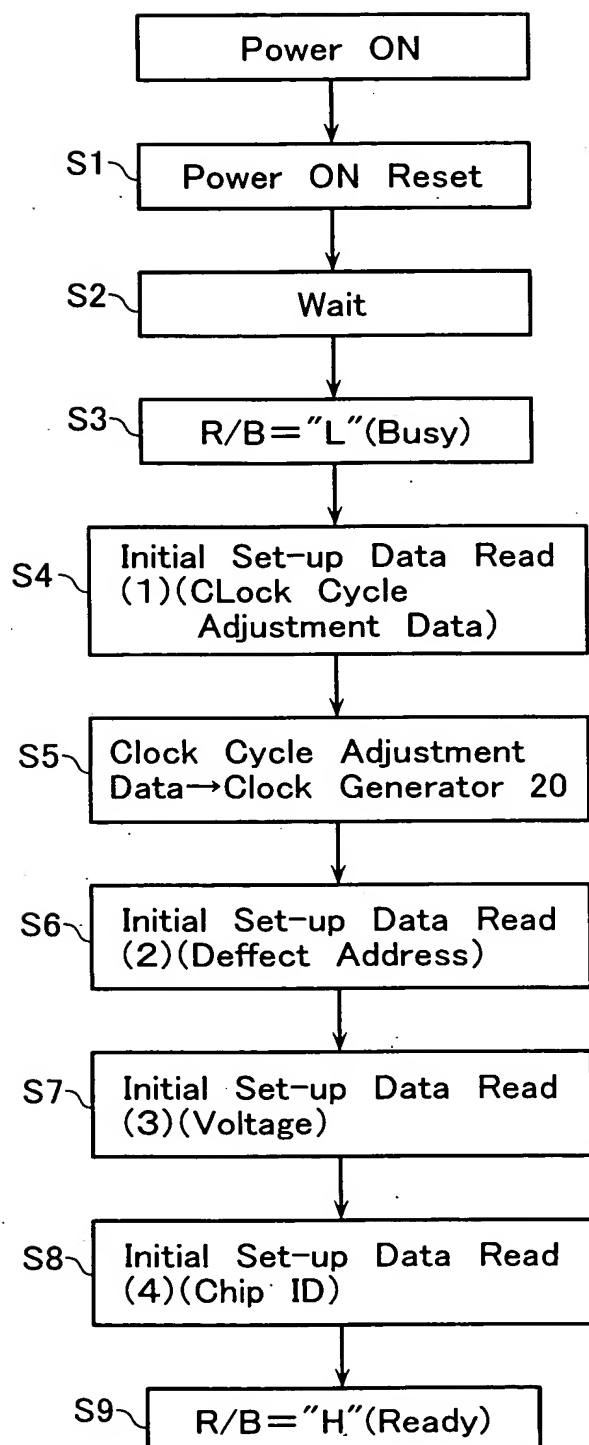 Power ON
S1 Power ON Reset
S2 Wait
S3 R/B="L"(Busy)
S4 Initial Set-up Data Read
(1)(CLock Cycle
Adjustment Data)
S5 Clock Cycle Adjustment
Data→Clock Generator 20
S6 Initial Set-up Data Read
(2)(Deffect Address)
S7 Initial Set-up Data Read
(3)(Voltage)
S8 Initial Set-up Data Read
(4)(Chip ID)
S9 R/B="H"(Ready)